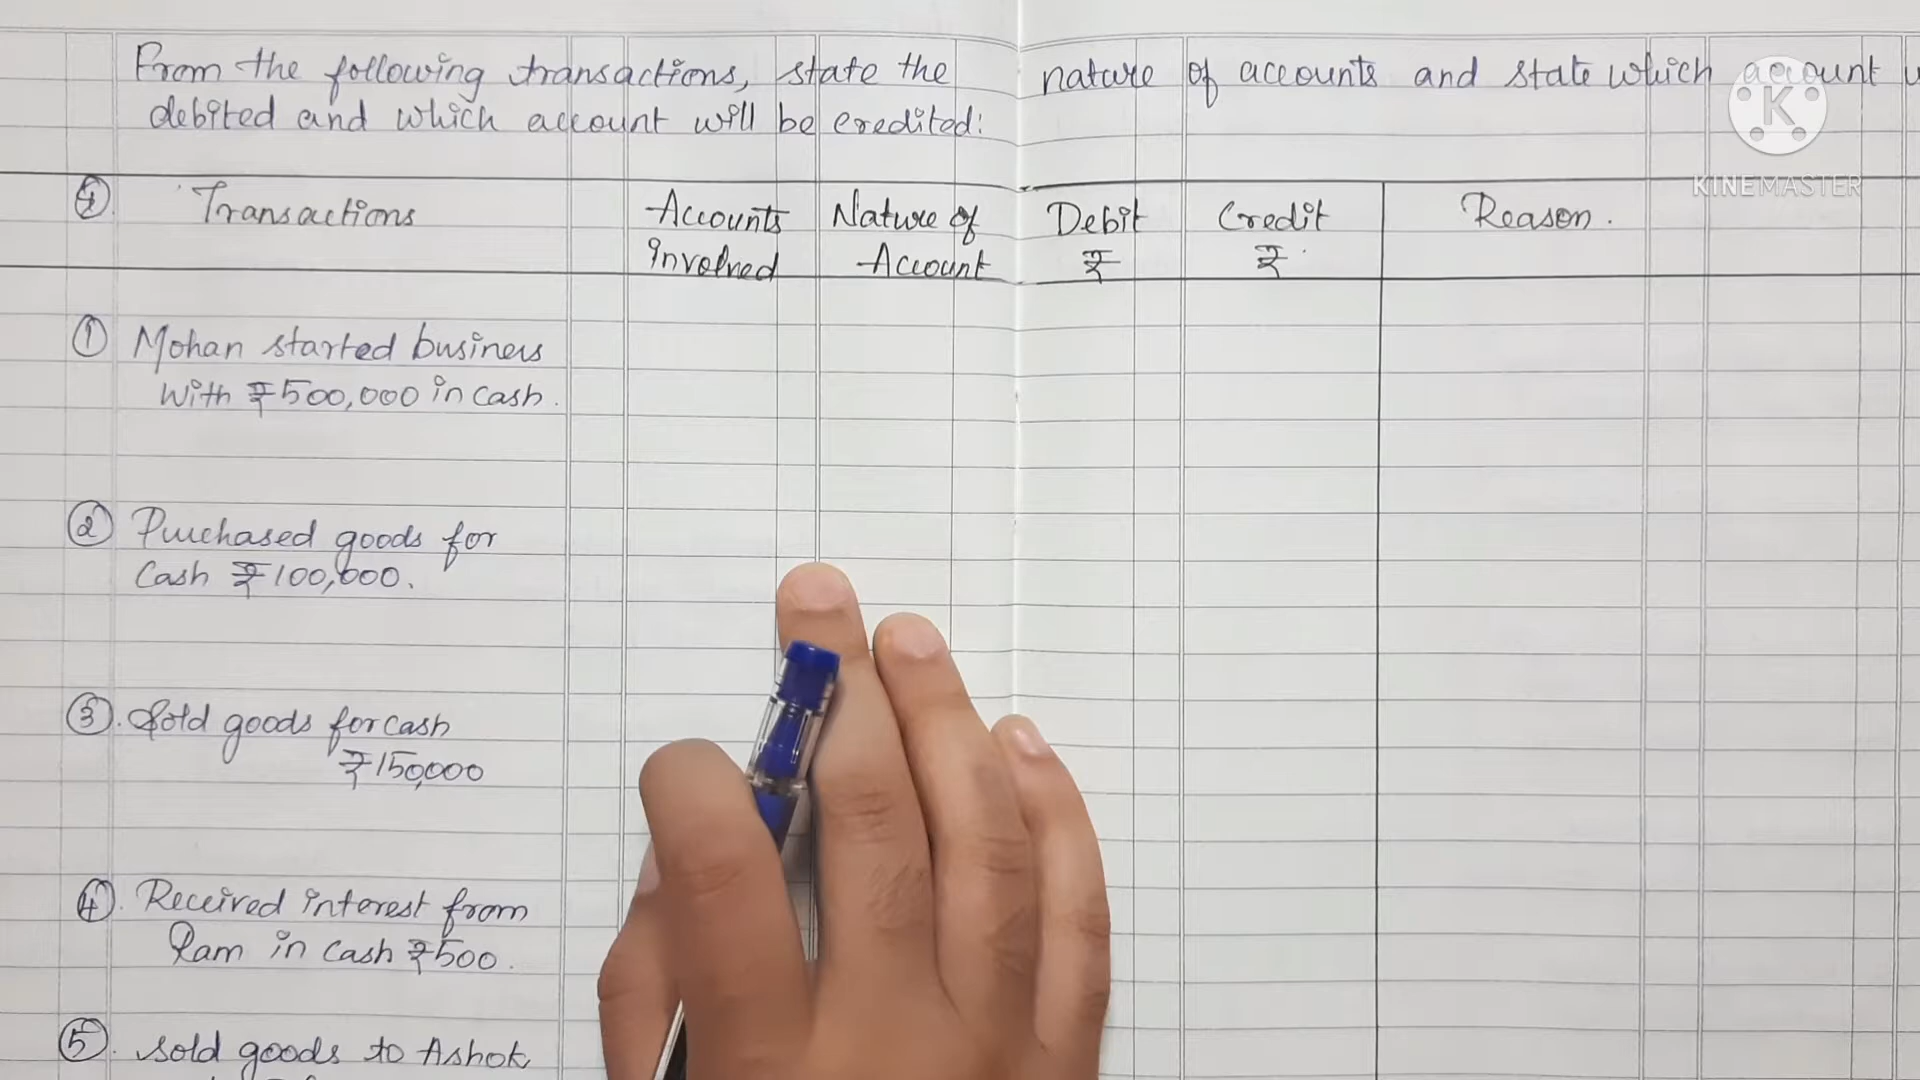 From the following transactions, state the nature of accounts and state which account
debited and which account will be credited:
K
KINEMASTER
Transactions Accounts Involved Nature of Account Debit ₹ Credit ₹ Reason.
① Mohan started business
with ₹500,000 in cash.
② Purchased goods for
Cash ₹100,000.
③. Sold goods for cash
₹150,000
④. Received interest from
Ram in cash ₹500.
⑤. Sold goods to Ashok